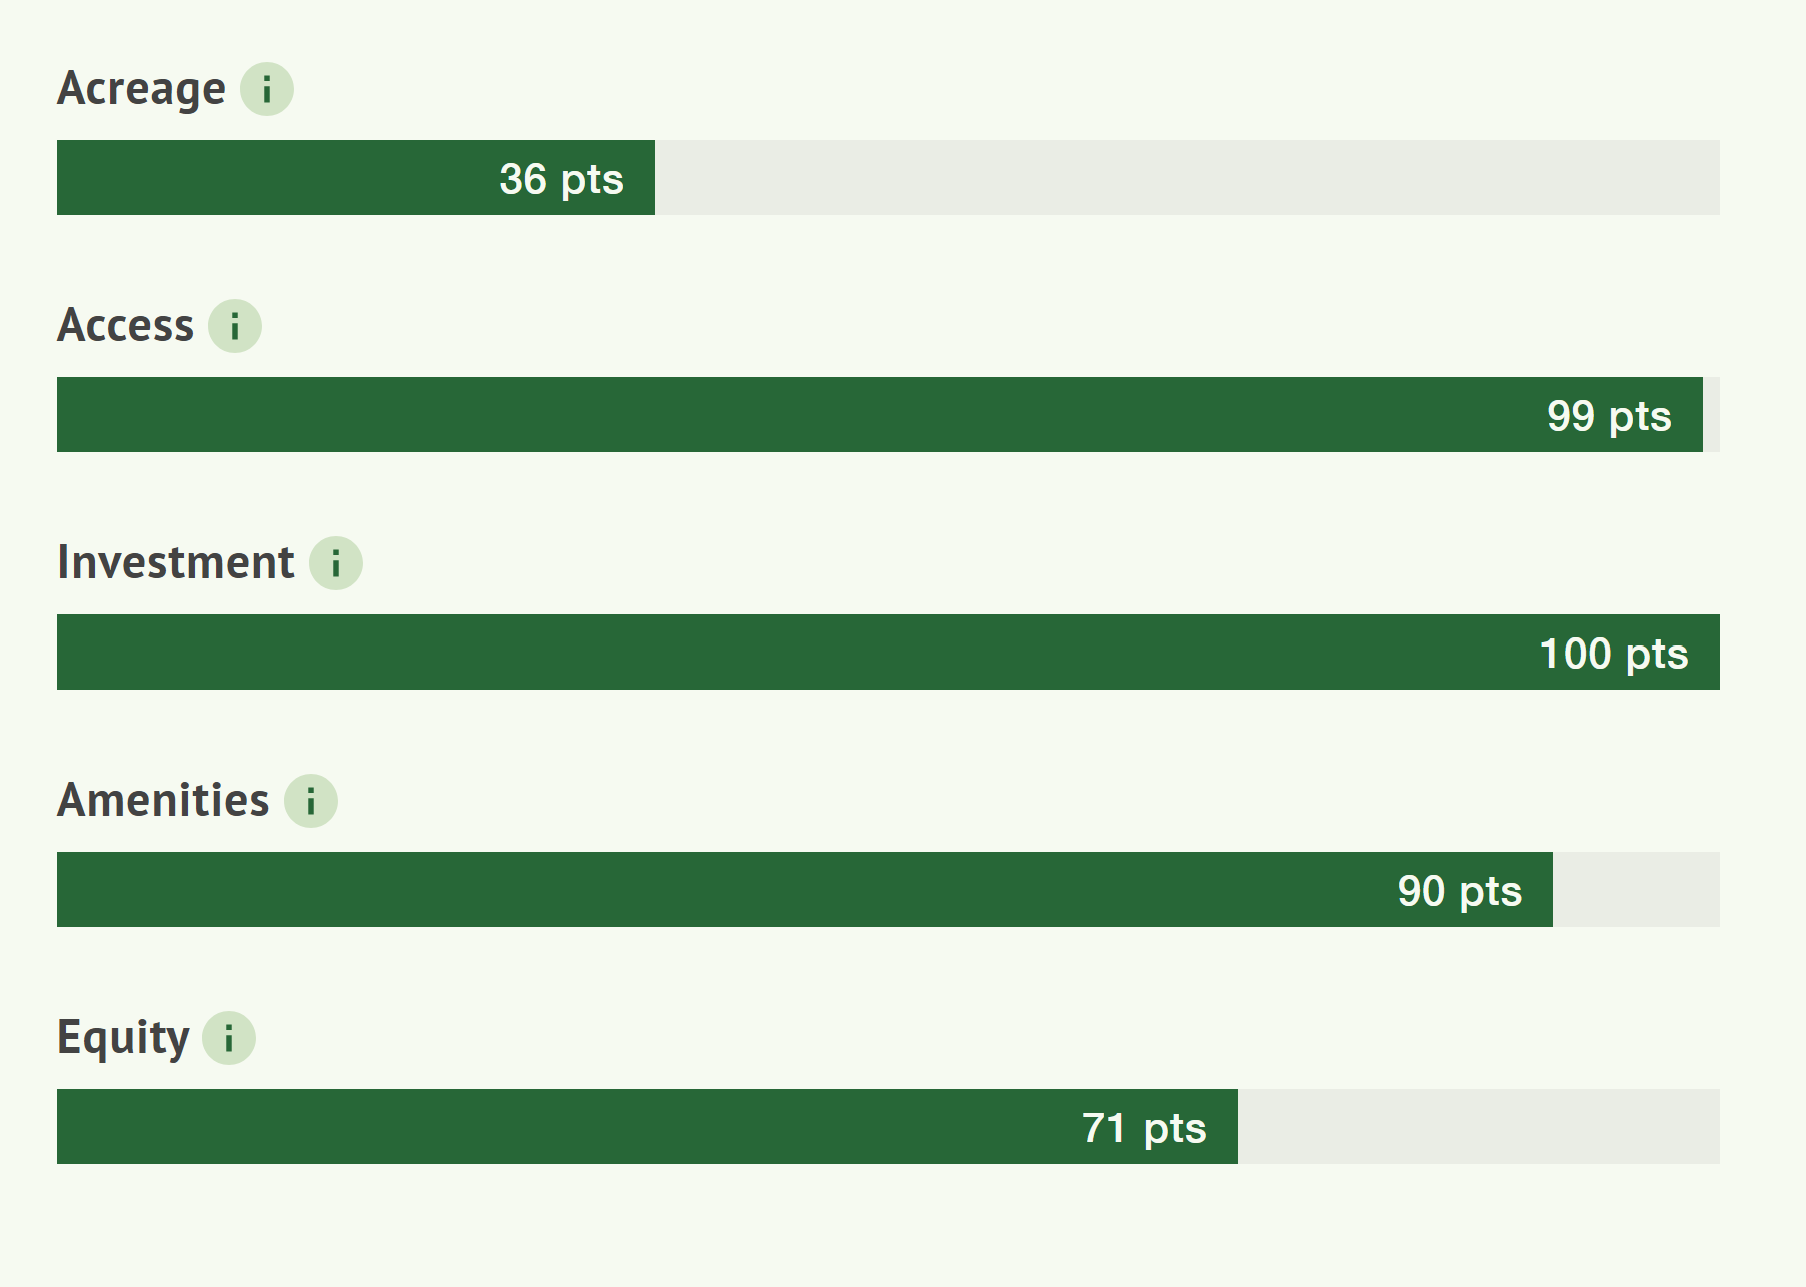 Acreage i
36 pts
Access i
99 pts
Investment i
100 pts
Amenities i
90 pts
Equity i
71 pts